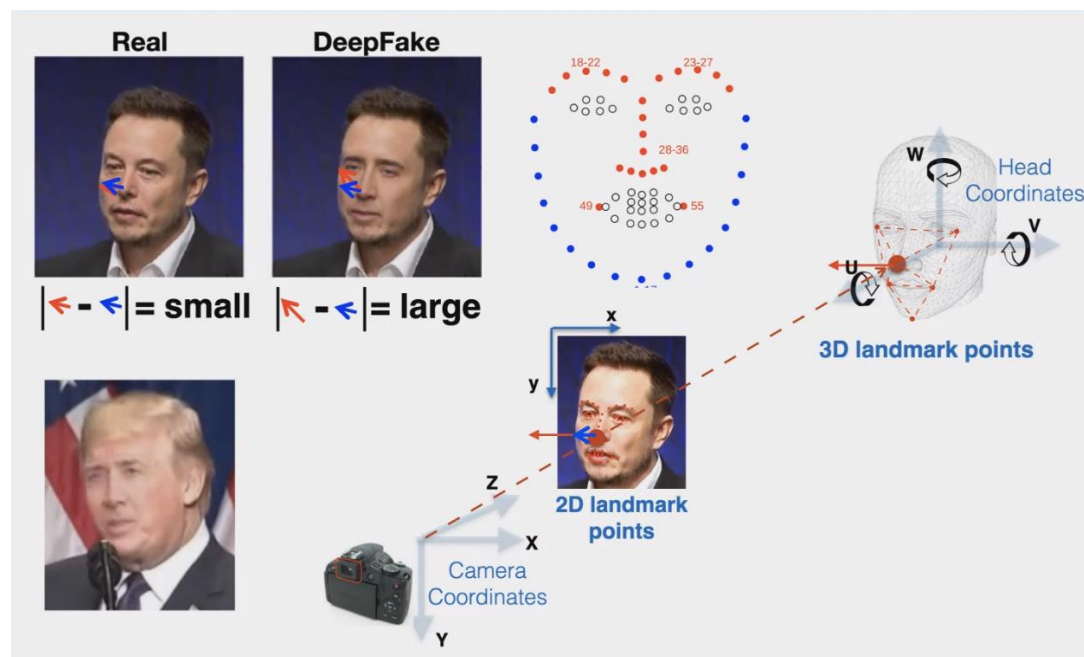 Real
DeepFake
= small
= large
18-22
23-27
28-36
49
55
x
y
2D landmark
points
Z
X
Y
Camera
Coordinates
W
V
U
Head
Coordinates
3D landmark points